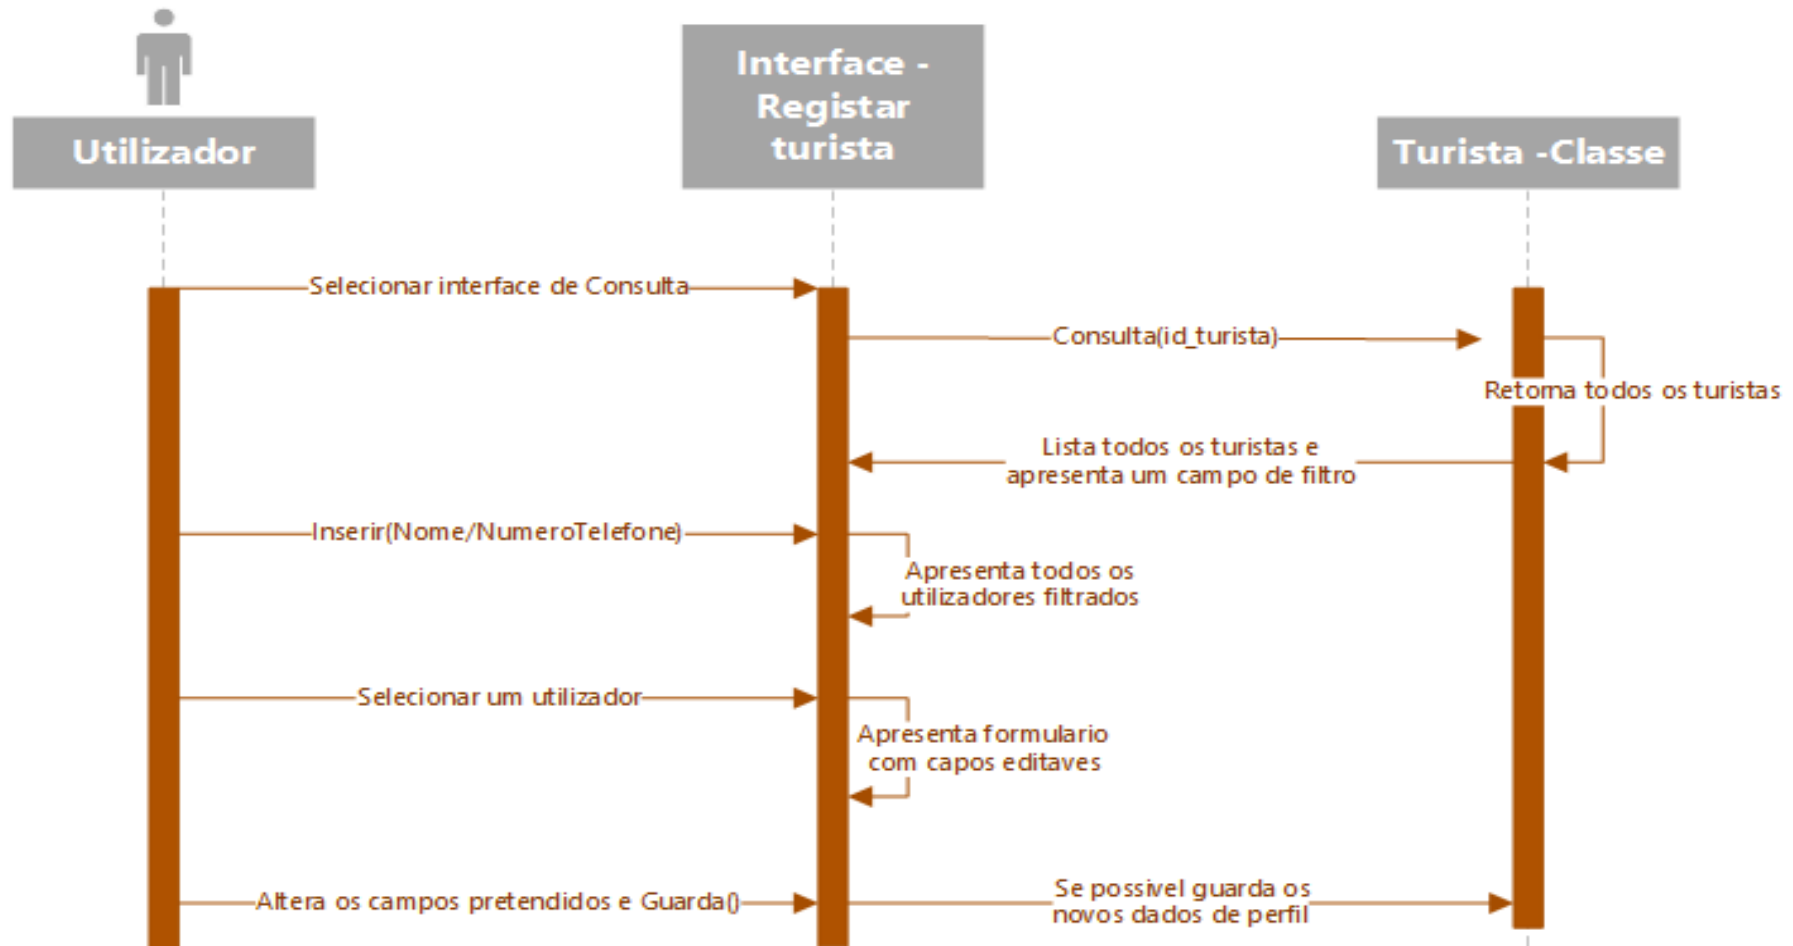 Utilizador
Interface -
Registar
turista
Turista -Classe
Selecionar interface de Consulta
Consulta(id_turista)
Retorna todos os turistas
Lista todos os turistas e
apresenta um campo de filtro
Inserir(Nome/NumeroTelefone)
Apresenta todos os
utilizadores filtrados
Selecionar um utilizador
Apresenta formulario
com capos editaves
Altera os campos pretendidos e Guarda()
Se possivel guarda os
novos dados de perfil